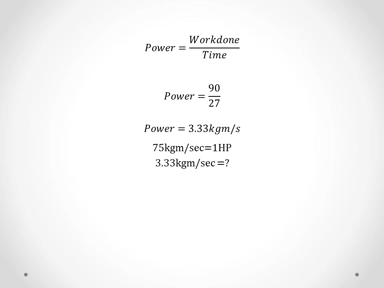 Power = Workdone / Time
Power = 90 / 27
Power = 3.33kgm/s
75kgm/sec=1HP
3.33kgm/sec=?